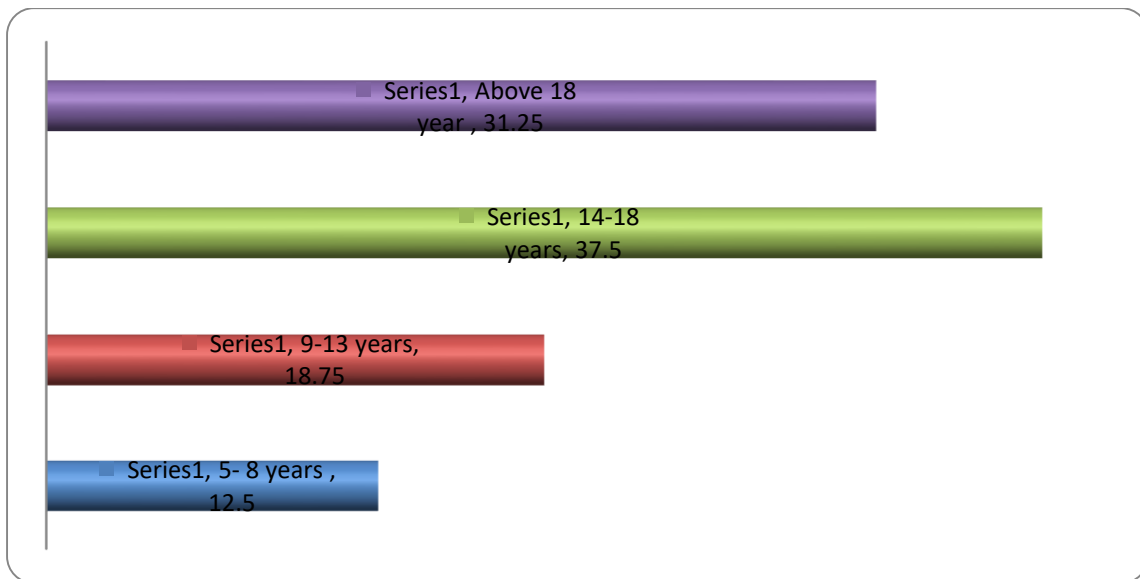 Series1, Above 18
year , 31.25
Series1, 14-18
years, 37.5
Series1, 9-13 years,
18.75
Series1, 5- 8 years ,
12.5